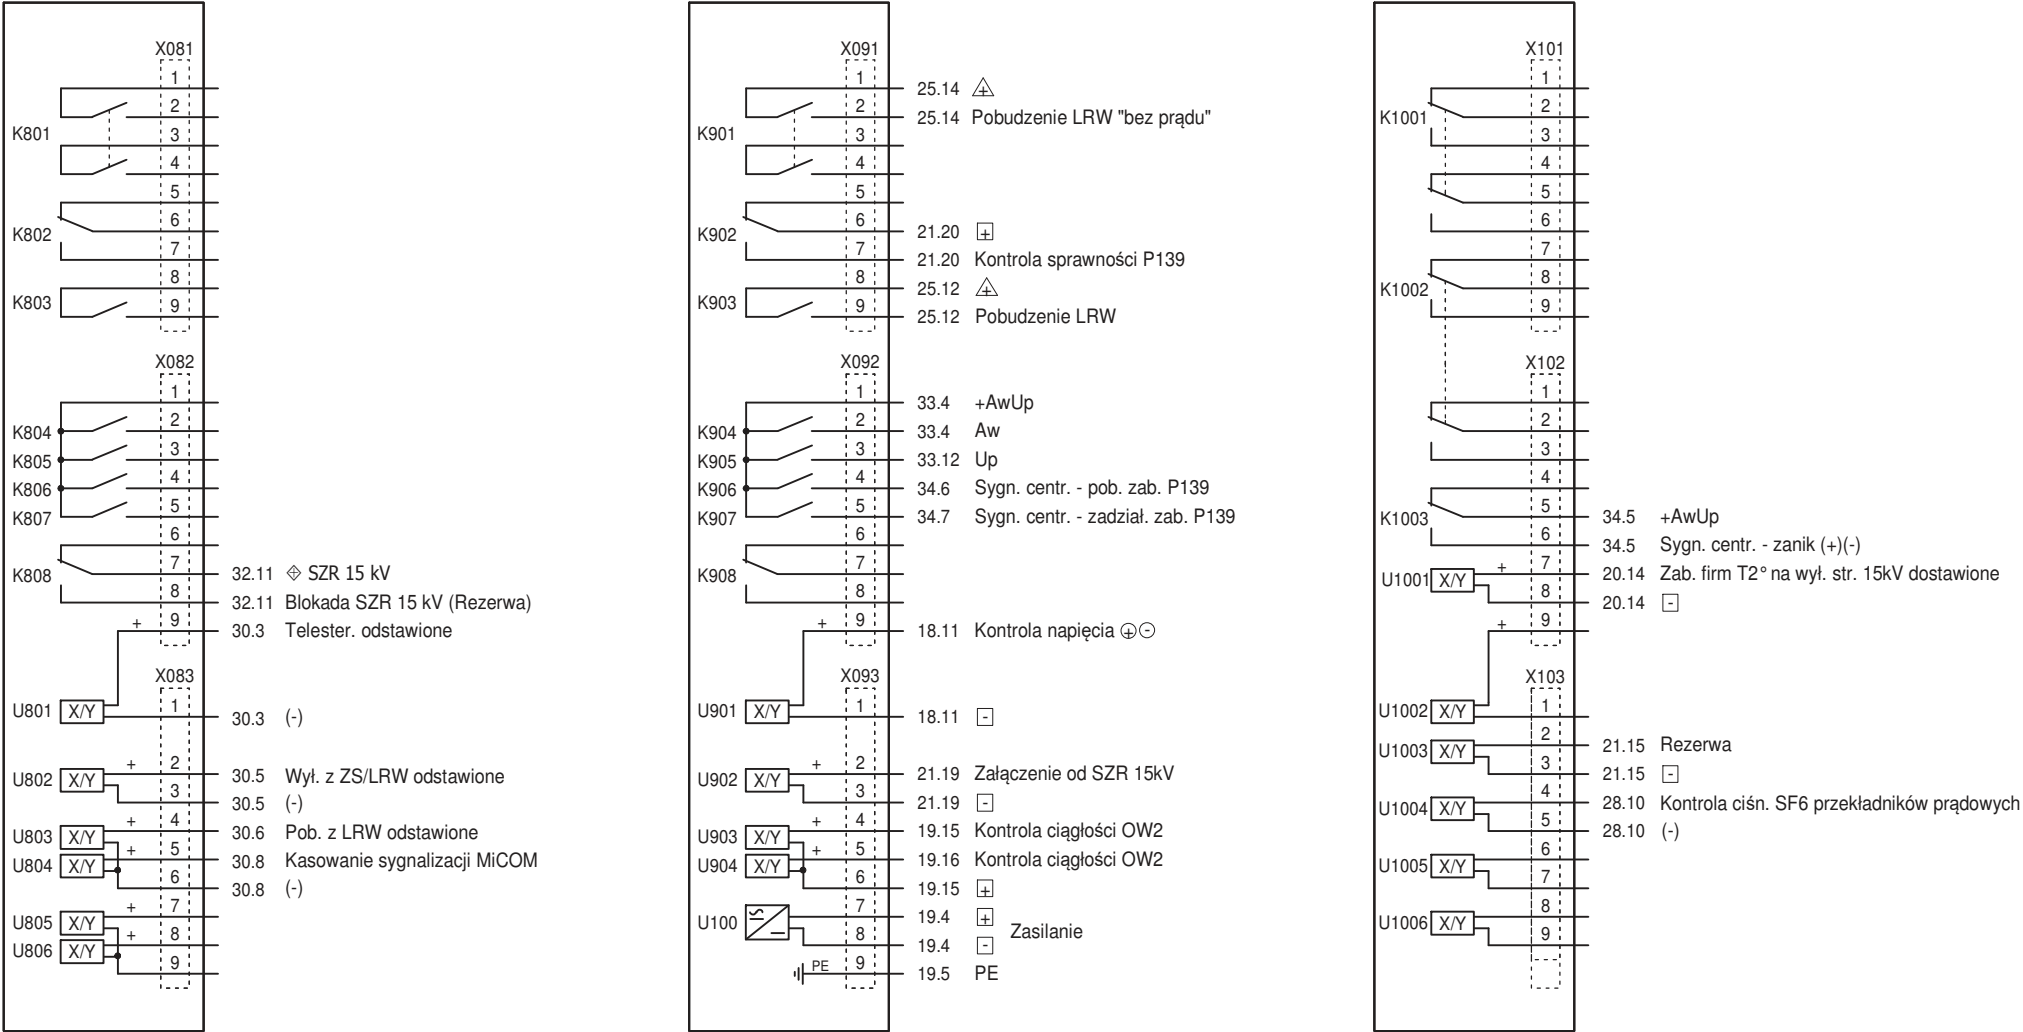 X081
1
2
K801
3
4
5
6
K802
7
8
K803
9
X082
1
2
K804
3
K805
4
K806
5
K807
6
7
K808
32.11 SZR 15 kV
8
32.11 Blokada SZR 15 kV (Rezerwa)
+ 9
30.3 Telester. odstawione
X083
U801 X/Y 1
30.3 (-)
U802 X/Y + 2
30.5 Wył. z ZS/LRW odstawione
3
30.5 (-)
U803 X/Y + 4
30.6 Pob. z LRW odstawione
U804 X/Y + 5
30.8 Kasowanie sygnalizacji MiCOM
6
30.8 (-)
U805 X/Y + 7
U806 X/Y + 8
9
X091
1
25.14 +
2
25.14 Pobudzenie LRW "bez prądu"
K901
3
4
5
6
K902
21.20 +
7
21.20 Kontrola sprawności P139
8
25.12 +
K903
9
25.12 Pobudzenie LRW
X092
1
33.4 +AwUp
2
K904
33.4 Aw
3
K905
33.12 Up
4
K906
34.6 Sygn. centr. - pob. zab. P139
5
K907
34.7 Sygn. centr. - zadział. zab. P139
6
7
K908
8
+ 9
18.11 Kontrola napięcia + -
X093
U901 X/Y 1
18.11 -
U902 X/Y + 2
21.19 Załączenie od SZR 15kV
3
21.19 -
U903 X/Y + 4
19.15 Kontrola ciągłości OW2
U904 X/Y + 5
19.16 Kontrola ciągłości OW2
6
19.15 +
U100 7
19.4 +
Zasilanie
8
19.4 -
PE 9
19.5 PE
X101
1
2
K1001
3
4
5
6
7
8
K1002
9
X102
1
2
3
4
5
K1003
34.5 +AwUp
6
34.5 Sygn. centr. - zanik (+)(-)
U1001 X/Y + 7
20.14 Zab. firm T2° na wył. str. 15kV dostawione
8
20.14 -
+ 9
X103
U1002 X/Y 1
U1003 X/Y 2
21.15 Rezerwa
3
21.15 -
U1004 X/Y 4
28.10 Kontrola ciśn. SF6 przekładników prądowych
5
28.10 (-)
U1005 X/Y 6
7
U1006 X/Y 8
9